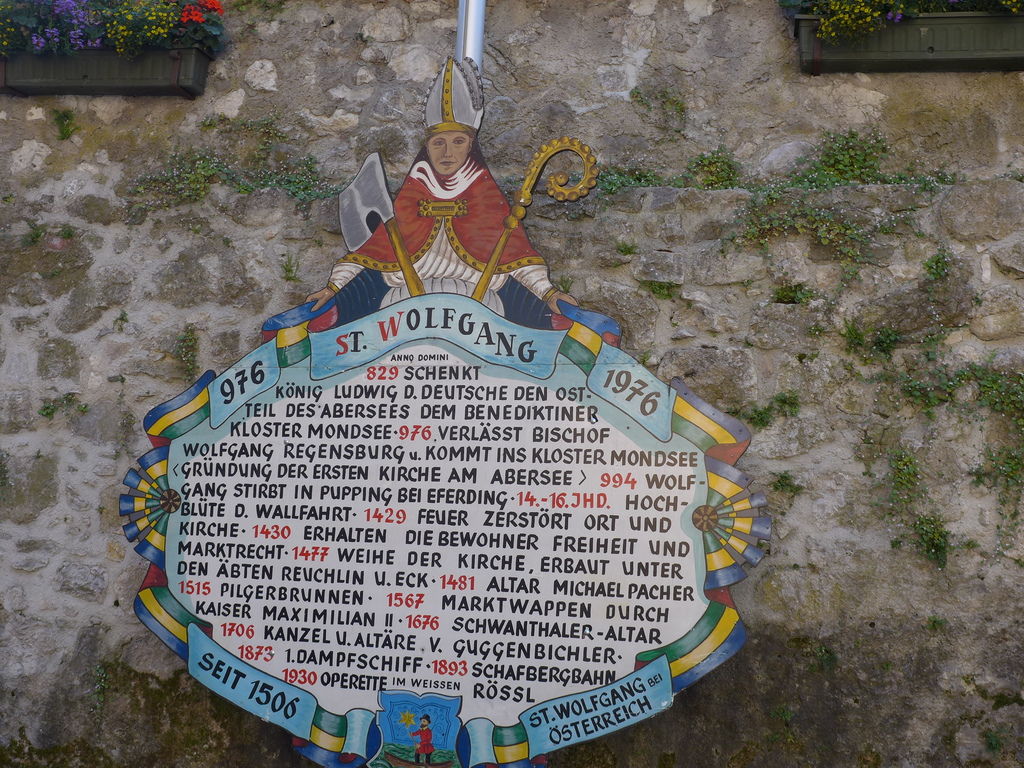 ST. WOLFGANG
976
1976
ANNO DOMINI
829 SCHENKT
KÖNIG LUDWIG D. DEUTSCHE DEN OST-
TEIL DES ABERSEES DEM BENEDIKTINER
KLOSTER MONDSEE·976 VERLÄSST BISCHOF
WOLFGANG REGENSBURG u. KOMMT INS KLOSTER MONDSEE
<GRÜNDUNG DER ERSTEN KIRCHE AM ABERSEE> 994 WOLF-
GANG STIRBT IN PUPPING BEI EFERDING·14.-16.JHD. HOCH-
BLÜTE D. WALLFAHRT·1429 FEUER ZERSTÖRT ORT UND
KIRCHE·1430 ERHALTEN DIE BEWOHNER FREIHEIT UND
MARKTRECHT·1477 WEIHE DER KIRCHE, ERBAUT UNTER
DEN ÄBTEN REUCHLIN U. ECK·1481 ALTAR MICHAEL PACHER
1515 PILGERBRUNNEN·1567 MARKTWAPPEN DURCH
KAISER MAXIMILIAN II·1676 SCHWANTHALER-ALTAR
1706 KANZEL U. ALTÄRE V. GUGGENBICHLER·
1873 1.DAMPFSCHIFF·1893 SCHAFBERGBAHN
1930 OPERETTE IM WEISSEN RÖSSL
SEIT 1506
ST. WOLFGANG BEI
ÖSTERREICH